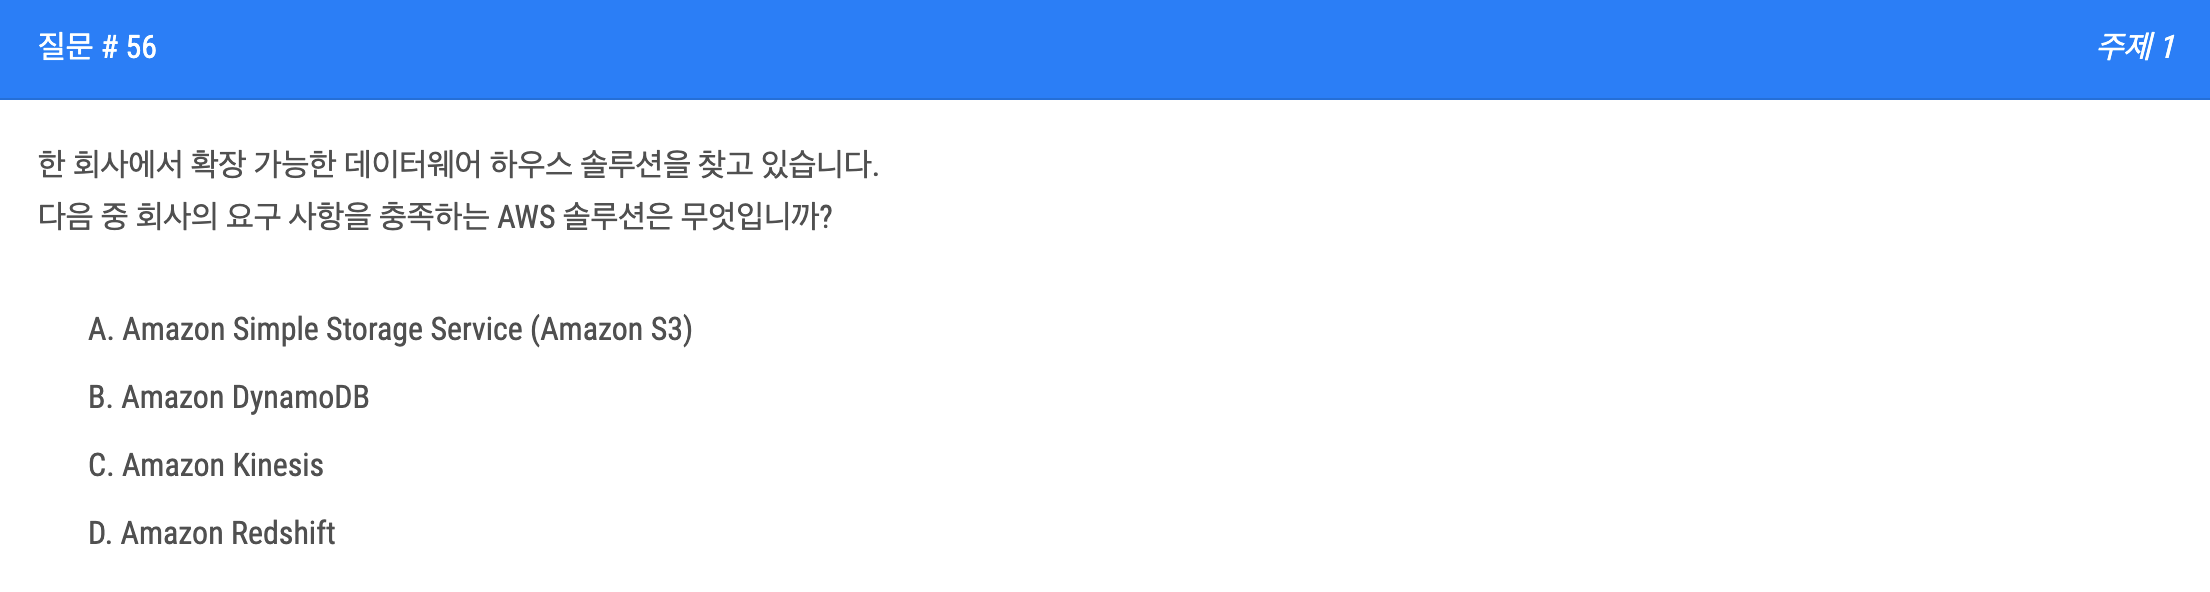 질문 # 56
주제 1
한 회사에서 확장 가능한 데이터웨어 하우스 솔루션을 찾고 있습니다.
다음 중 회사의 요구 사항을 충족하는 AWS 솔루션은 무엇입니까?
A. Amazon Simple Storage Service (Amazon S3)
B. Amazon DynamoDB
C. Amazon Kinesis
D. Amazon Redshift